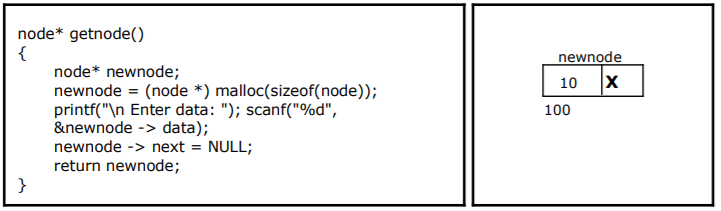 node* getnode()
{
node* newnode;
newnode = (node *) malloc(sizeof(node));
printf("\n Enter data: "); scanf("%d",
&newnode -> data);
newnode -> next = NULL;
return newnode;
}
newnode
10 X
100